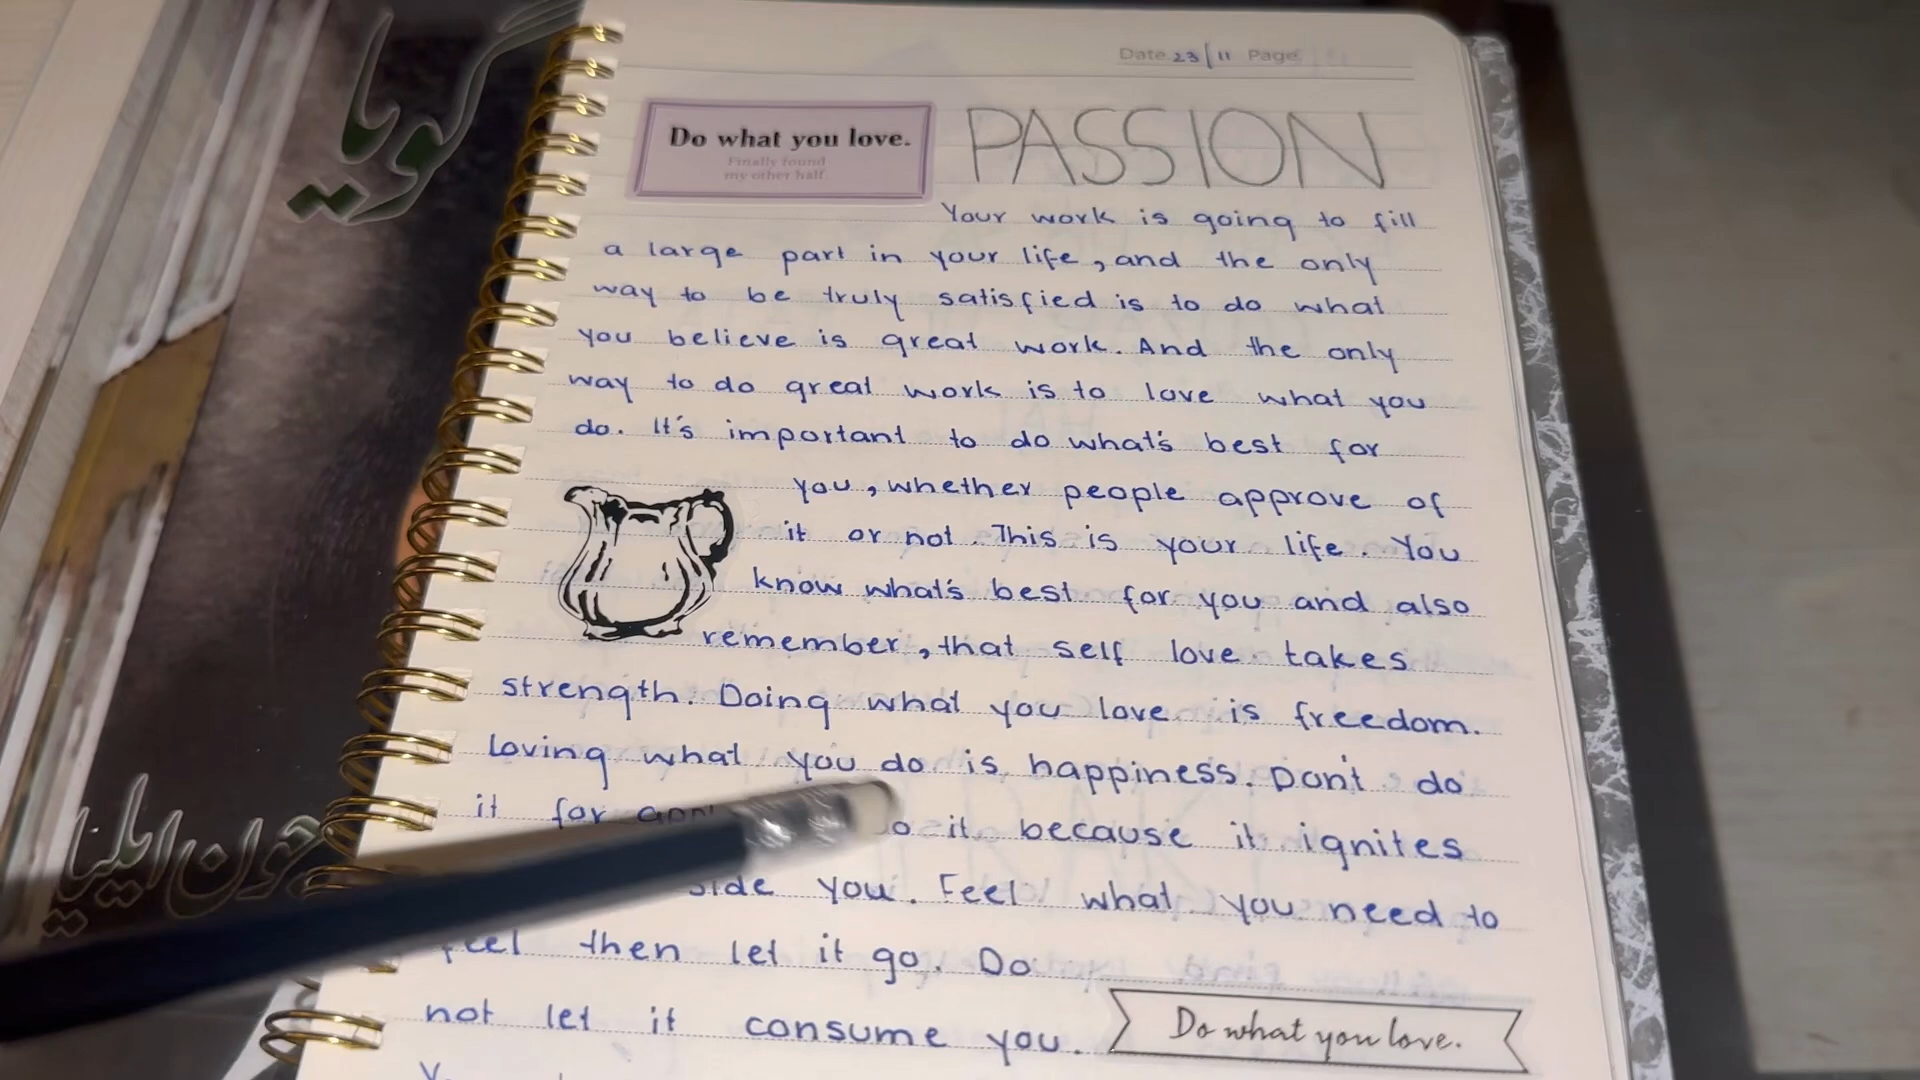 گویا
جون ایلیا
Date 23/11 Page
Do what you love.
Finally found
my other half.
PASSION
Your work is going to fill
a large part in your life, and the only
way to be truly satisfied is to do what
you believe is great work. And the only
way to do great work is to love what you
do. It's important to do what's best for
you, whether people approve of
it or not. This is your life. You
know what's best for you and also
remember, that self love takes
strength. Doing what you love is freedom.
Loving what you do is happiness. Don't do
it for it because it ignites
you. Feel what you need to
feel then let it go. Do
not let it consume you.
Do what you love.